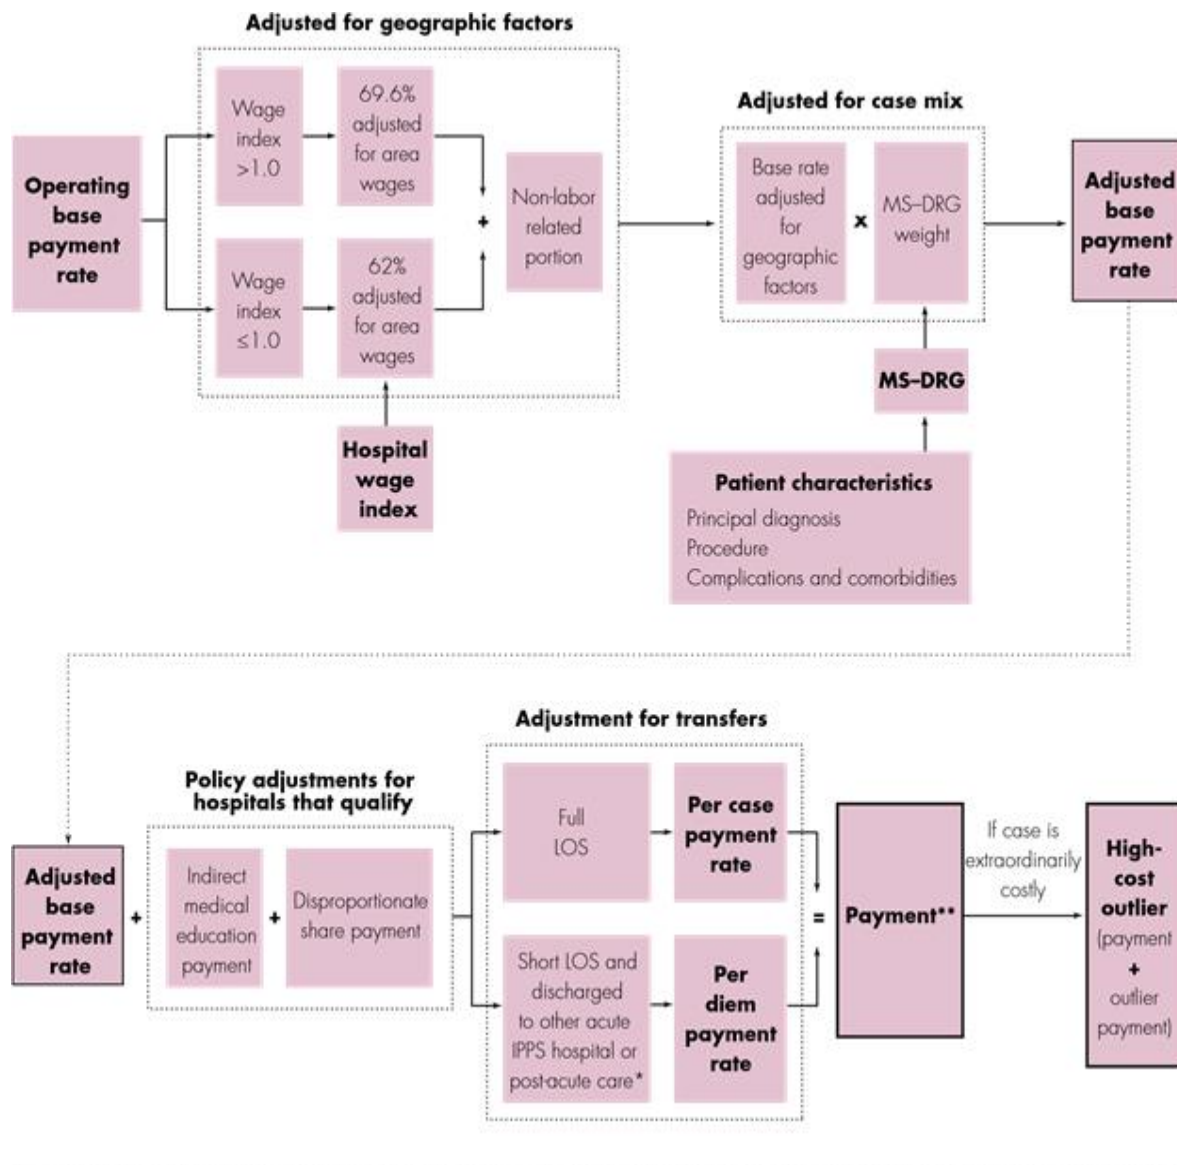 Adjusted for geographic factors
Operating
base
payment
rate
Wage
index
>1.0
69.6%
adjusted
for area
wages
Wage
index
≤1.0
62%
adjusted
for area
wages
+
Non-labor
related
portion
Hospital
wage
index
Adjusted for case mix
Base rate
adjusted
for
geographic
factors
x
MS–DRG
weight
MS–DRG
Patient characteristics
Principal diagnosis
Procedure
Complications and comorbidities
Adjusted
base
payment
rate
Adjusted
base
payment
rate
+
Policy adjustments for
hospitals that qualify
Indirect
medical
education
payment
+
Disproportionate
share payment
Adjustment for transfers
Full
LOS
Per case
payment
rate
Short LOS and
discharged
to other acute
IPPS hospital or
post-acute care*
Per
diem
payment
rate
=
Payment**
If case is
extraordinarily
costly
High-
cost
outlier
(payment
+
outlier
payment)